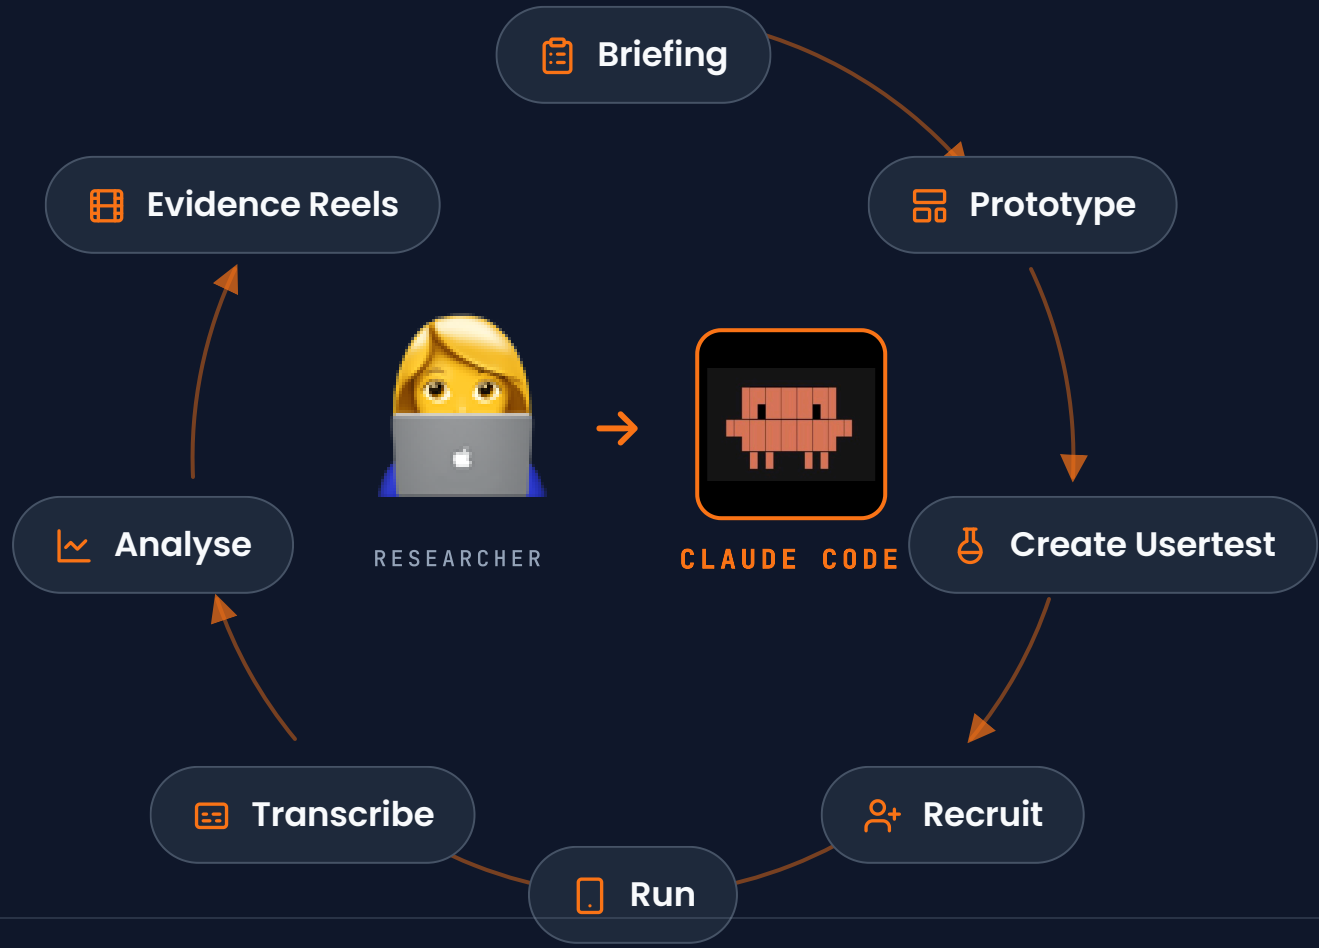 Briefing
Evidence Reels
Prototype
Analyse
RESEARCHER
CLAUDE CODE
Create Usertest
Transcribe
Recruit
Run